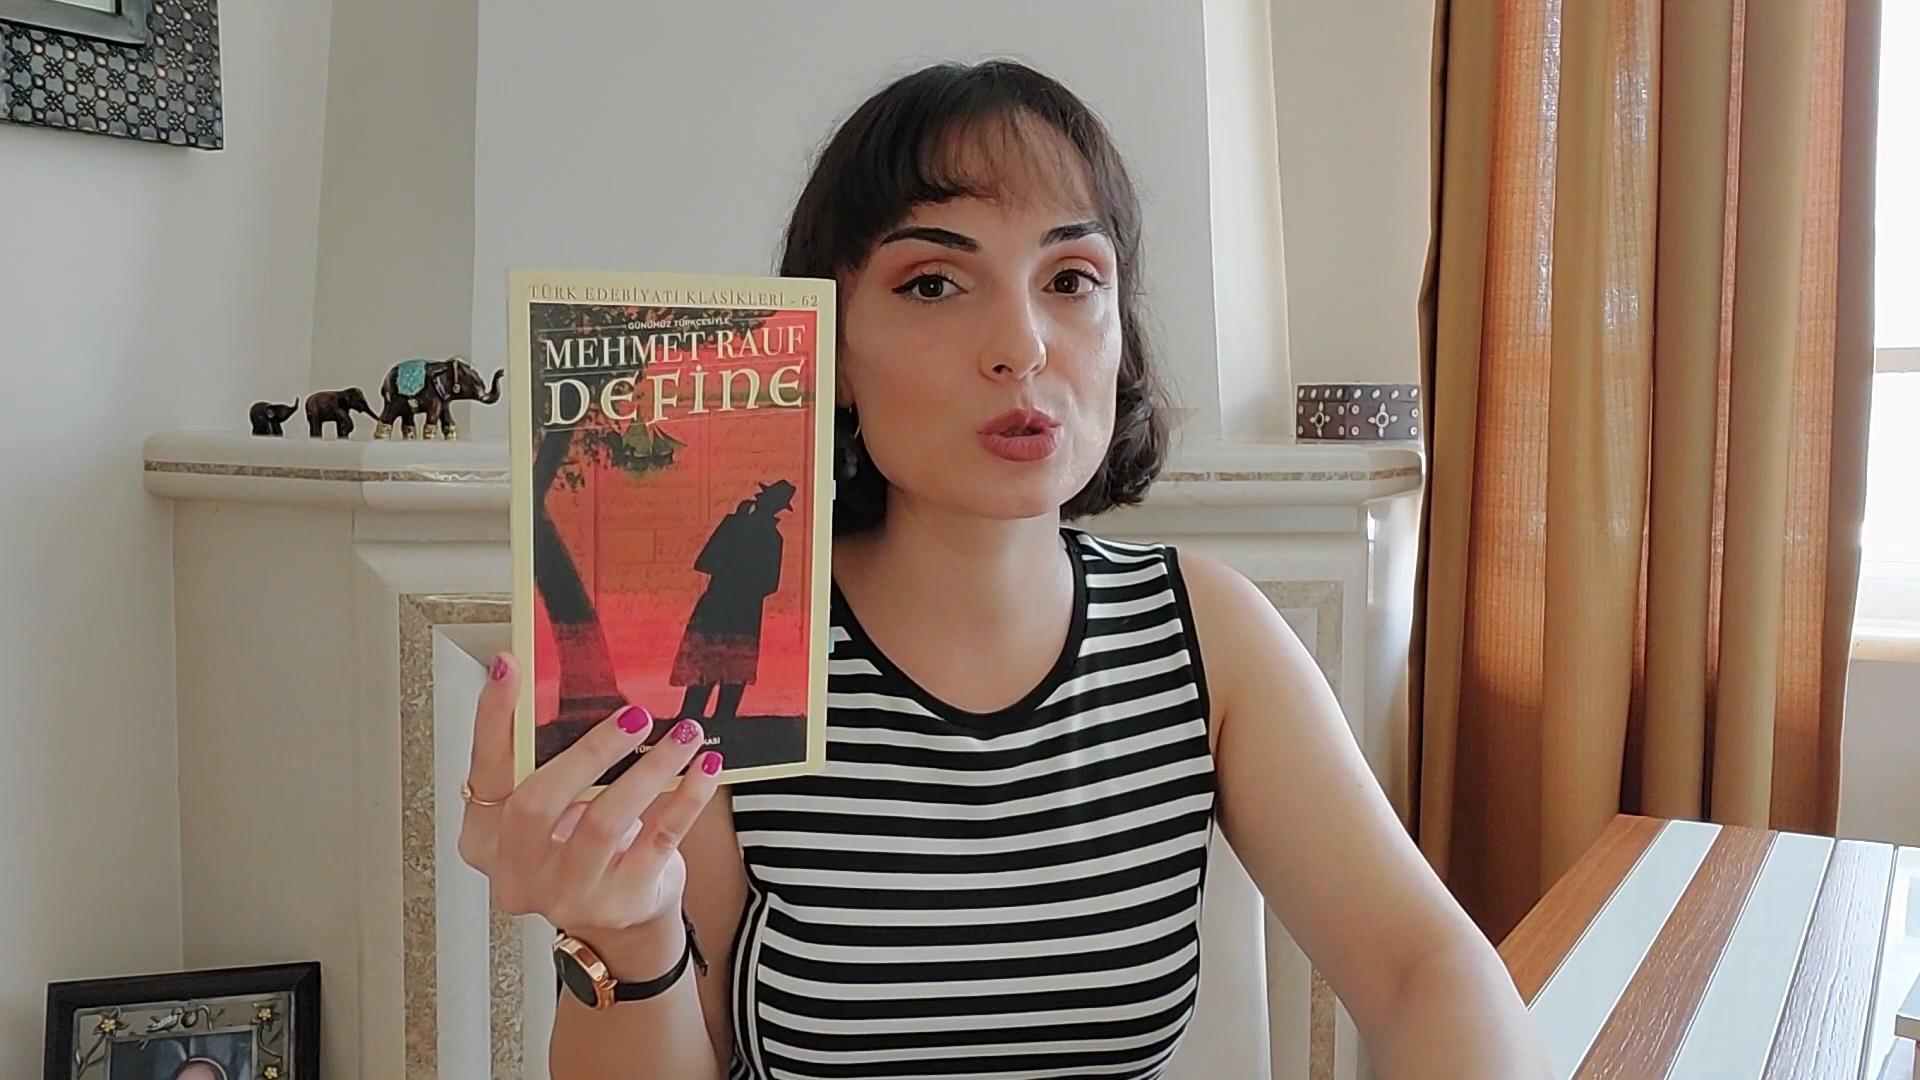 TÜRK EDEBİYATI KLASİKLERİ - 62
GÜNÜMÜZ TÜRKÇESİYLE
MEHMET RAUF
DEFİNE